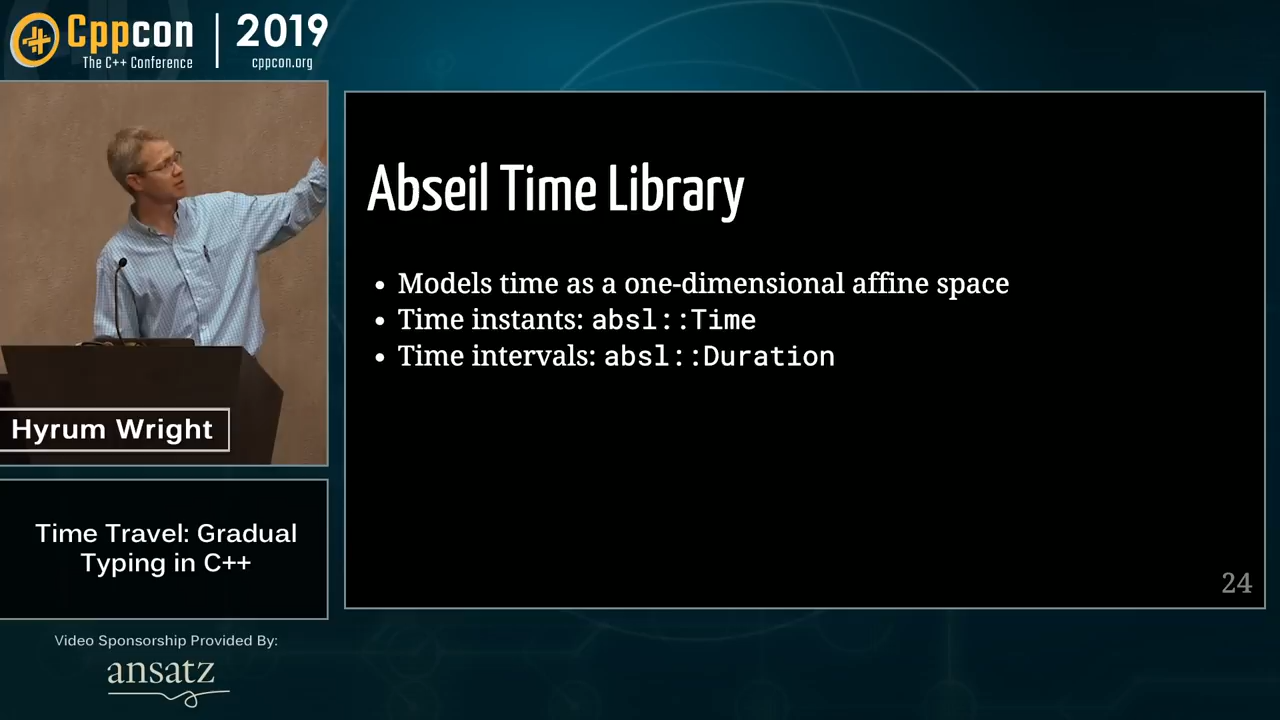 Cppcon
The C++ Conference
2019
cppcon.org
Abseil Time Library
• Models time as a one-dimensional affine space
• Time instants: absl::Time
• Time intervals: absl::Duration
24
Hyrum Wright
Time Travel: Gradual
Typing in C++
Video Sponsorship Provided By:
ansatz